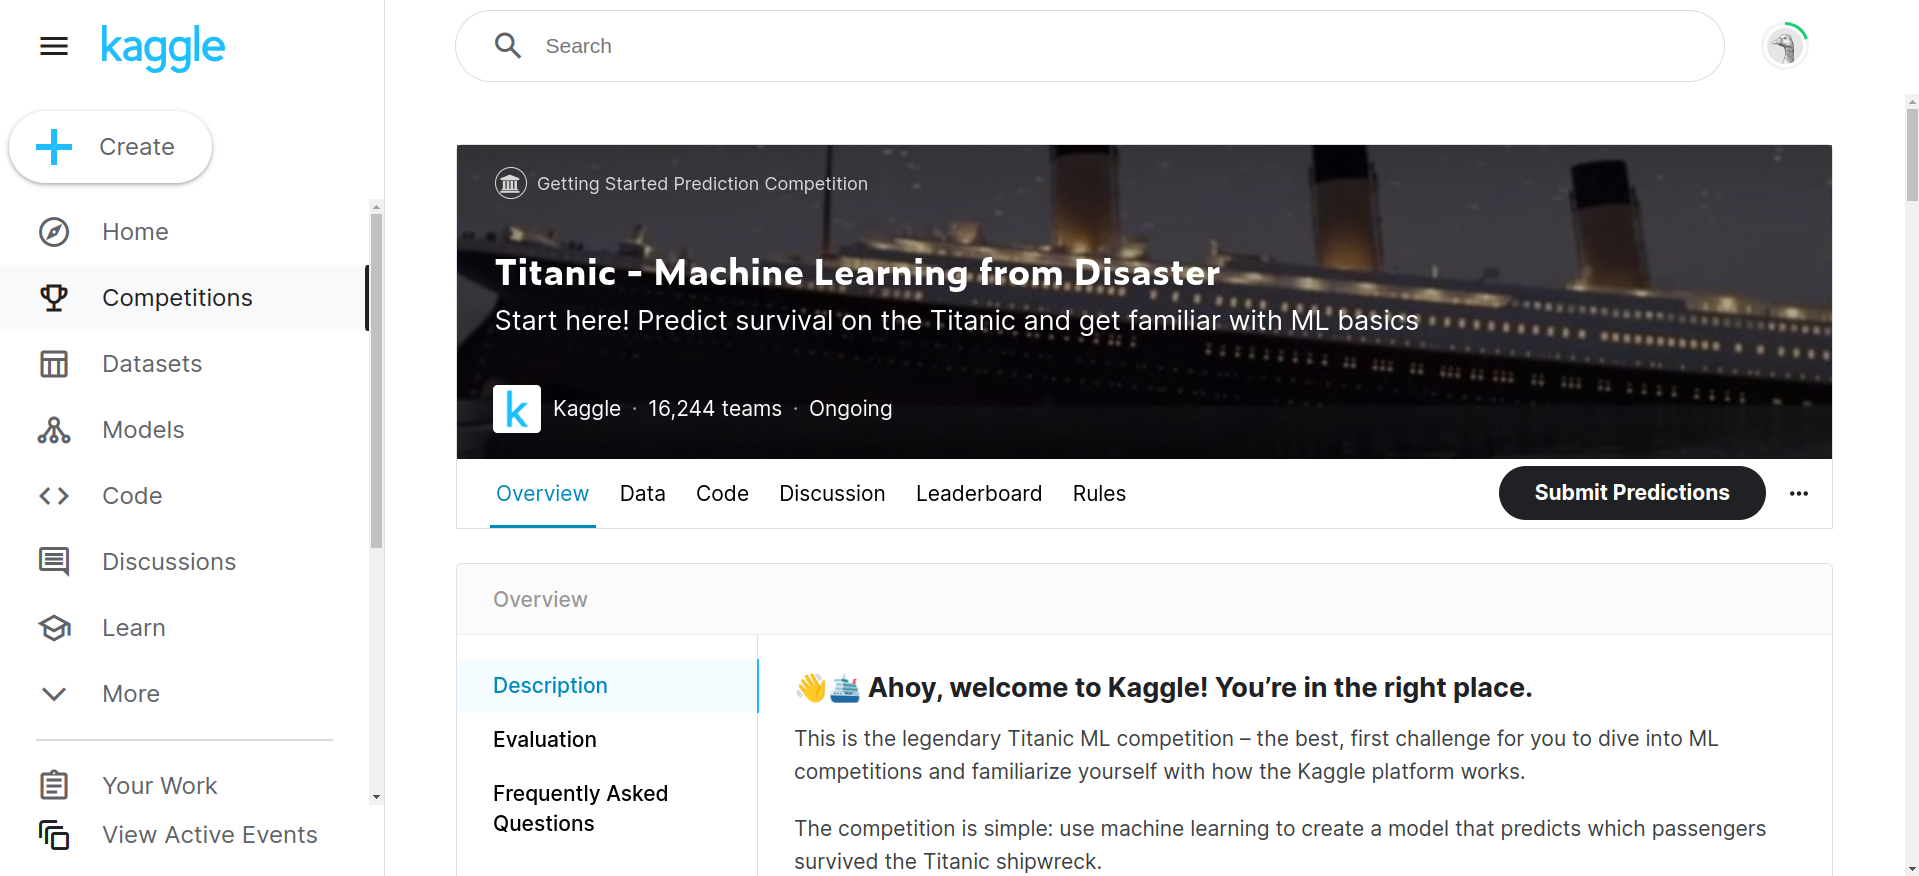 kaggle
Search
Create
Home
Competitions
Datasets
Models
Code
Discussions
Learn
More
Your Work
View Active Events
Getting Started Prediction Competition
Titanic - Machine Learning from Disaster
Start here! Predict survival on the Titanic and get familiar with ML basics
k
Kaggle · 16,244 teams · Ongoing
Overview Data Code Discussion Leaderboard Rules
Submit Predictions
Overview
Description
Evaluation
Frequently Asked
Questions
👋🛳️ Ahoy, welcome to Kaggle! You’re in the right place.
This is the legendary Titanic ML competition – the best, first challenge for you to dive into ML
competitions and familiarize yourself with how the Kaggle platform works.
The competition is simple: use machine learning to create a model that predicts which passengers
survived the Titanic shipwreck.